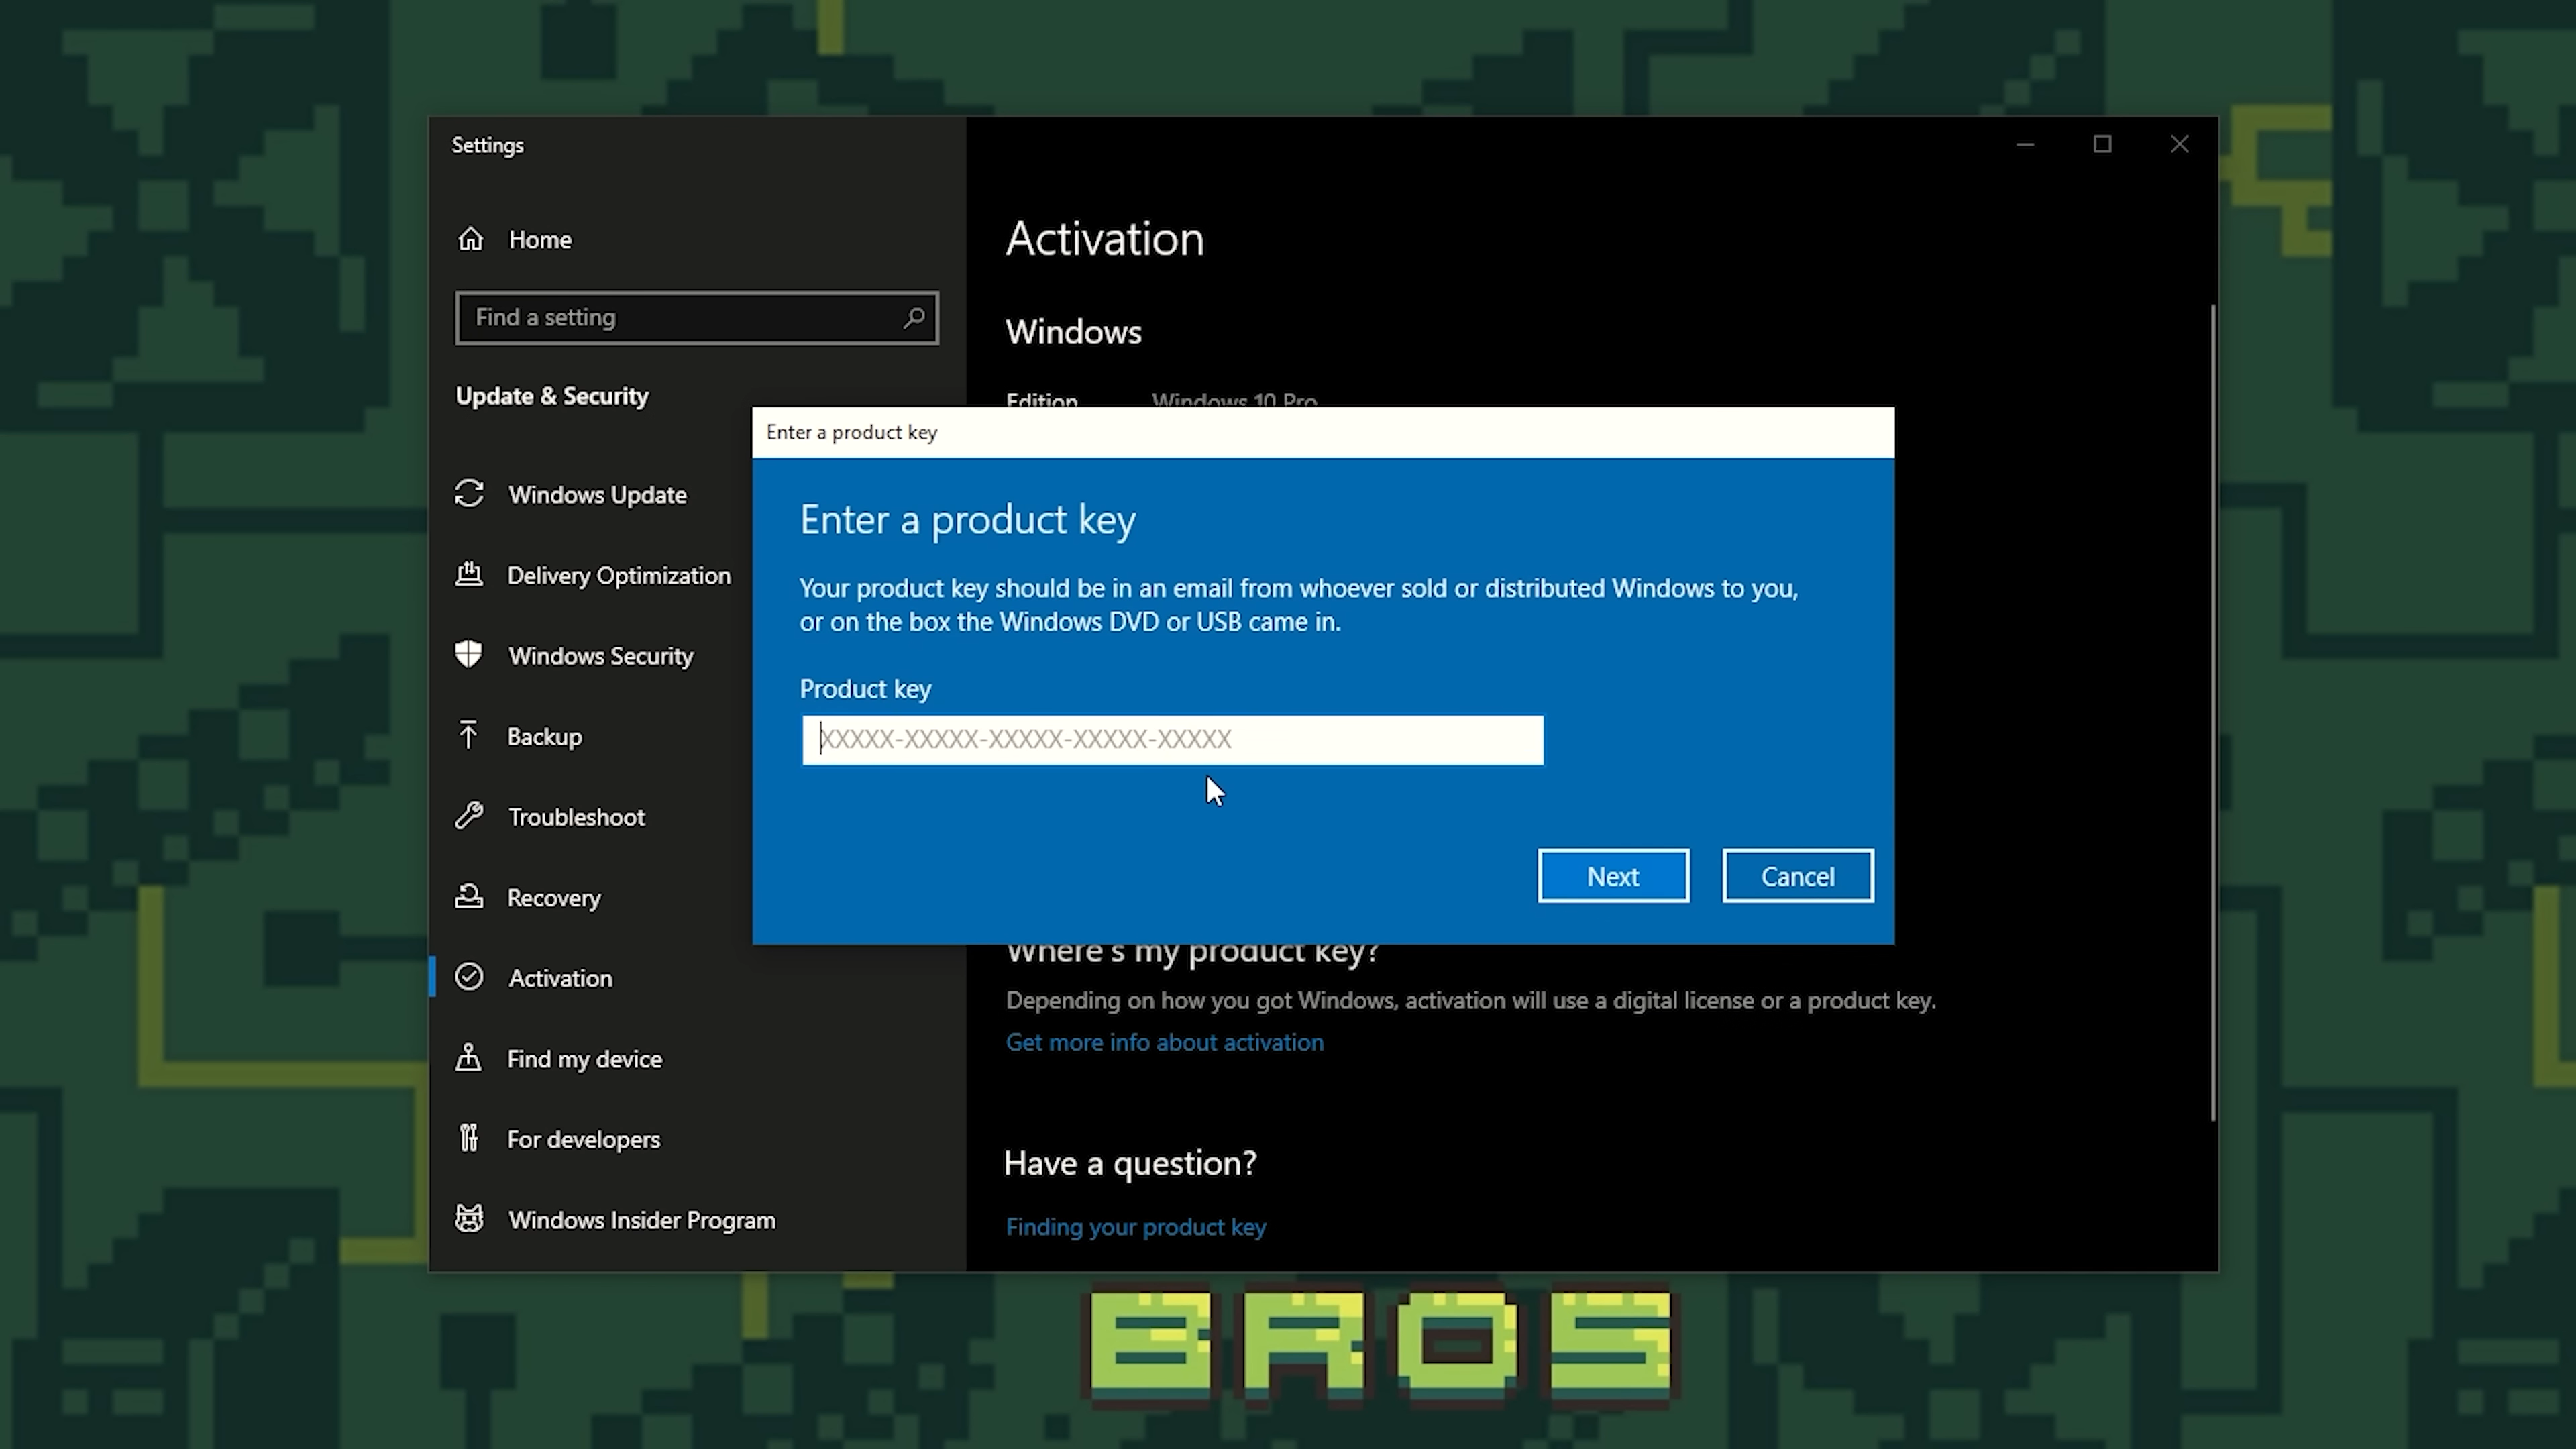 Settings
Home
Find a setting
Update & Security
Windows Update
Delivery Optimization
Windows Security
Backup
Troubleshoot
Recovery
Activation
Find my device
For developers
Windows Insider Program
Activation
Windows
Edition Windows 10 Pro
Enter a product key
Enter a product key
Your product key should be in an email from whoever sold or distributed Windows to you,
or on the box the Windows DVD or USB came in.
Product key
XXXXX-XXXXX-XXXXX-XXXXX-XXXXX
Next Cancel
Where's my product key?
Depending on how you got Windows, activation will use a digital license or a product key.
Get more info about activation
Have a question?
Finding your product key
BROS